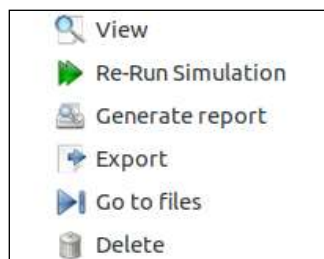 View
Re-Run Simulation
Generate report
Export
Go to files
Delete